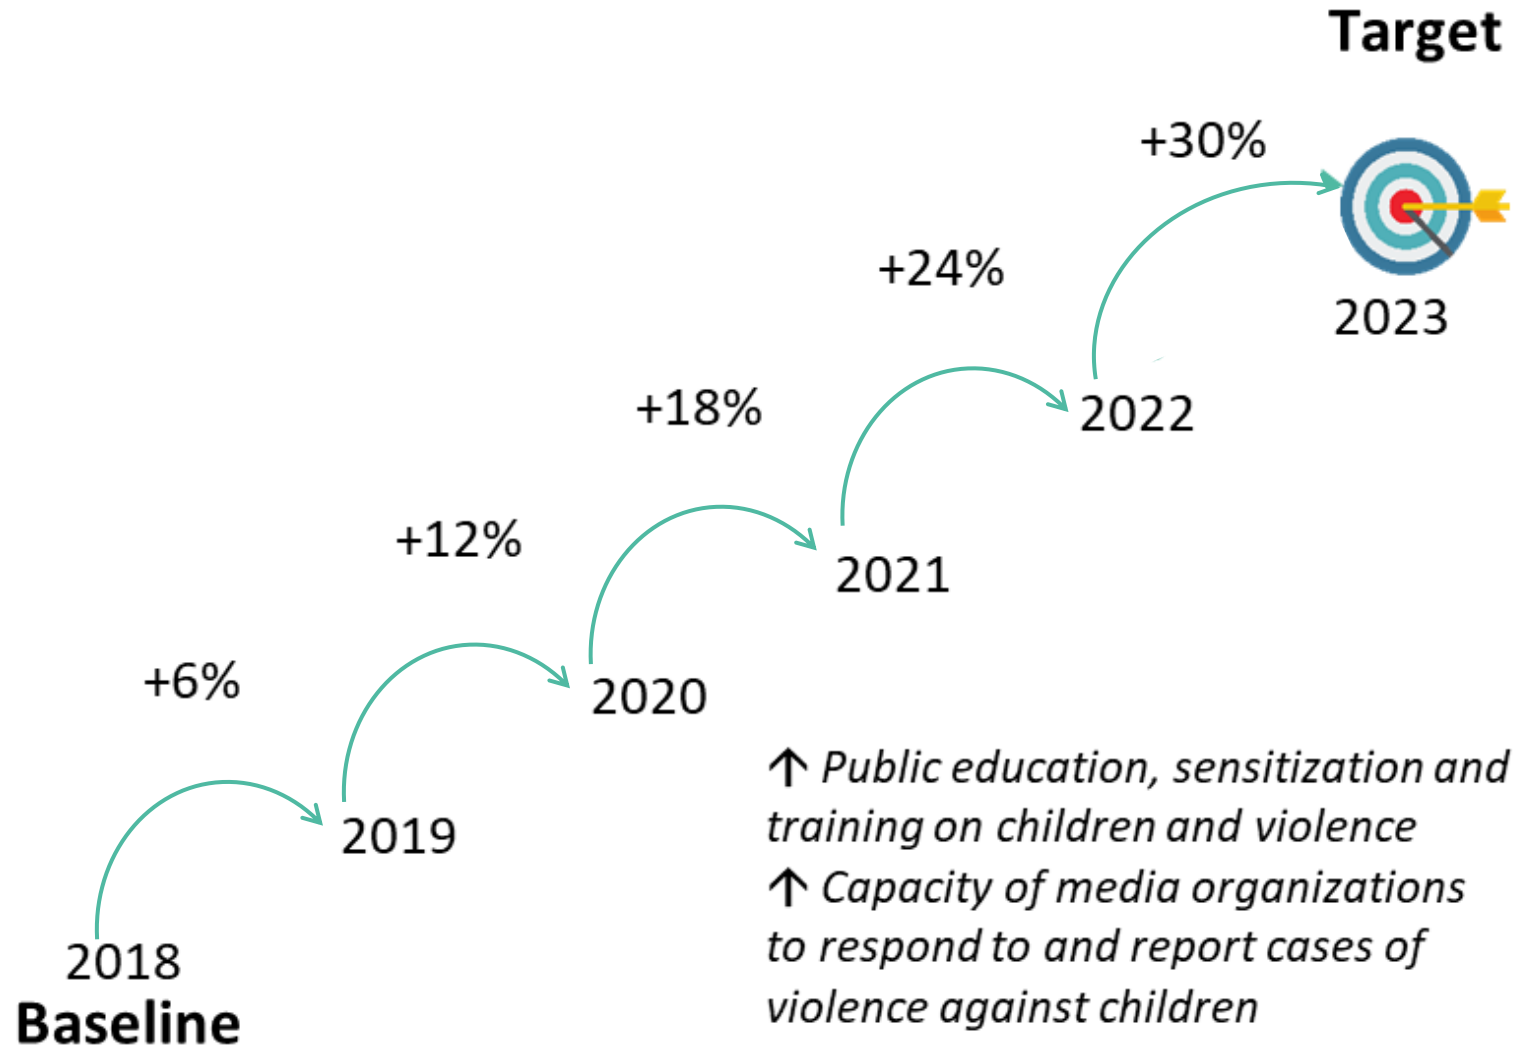 Target
+30%
2023
+24%
2022
+18%
2021
+12%
2020
+6%
2019
2018
Baseline
↑ Public education, sensitization and
training on children and violence
↑ Capacity of media organizations
to respond to and report cases of
violence against children